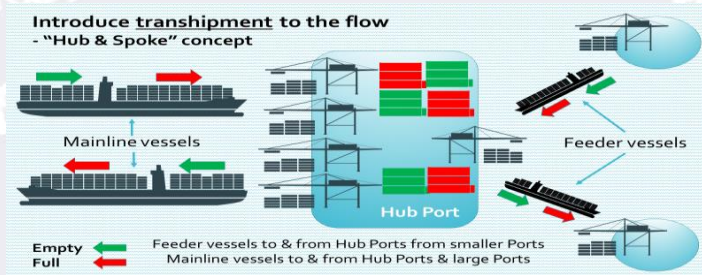 Introduce transhipment to the flow
- “Hub & Spoke” concept
Mainline vessels
Feeder vessels
Hub Port
Empty
Full
Feeder vessels to & from Hub Ports from smaller Ports
Mainline vessels to & from Hub Ports & large Ports